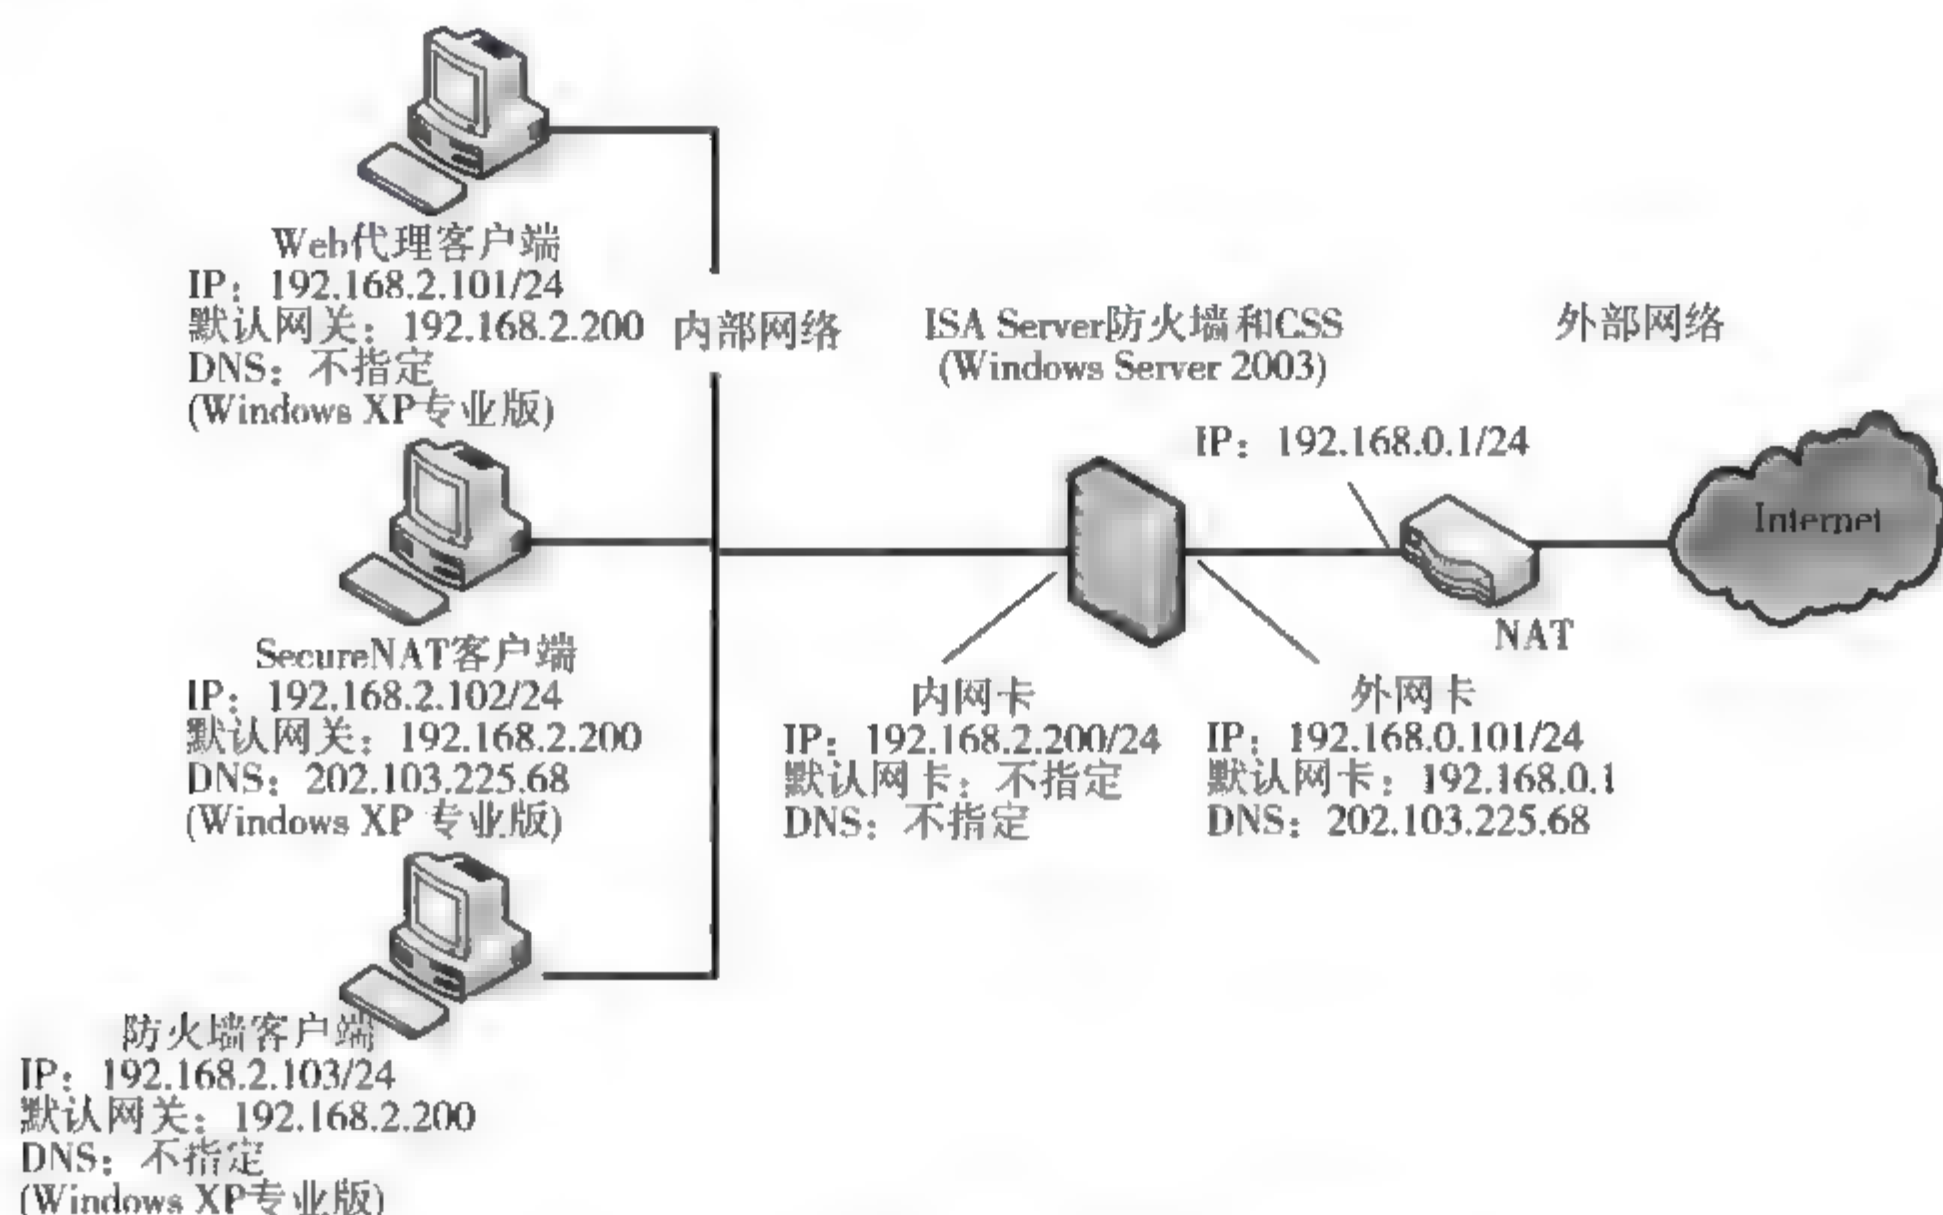 Web代理客户端
IP：192.168.2.101/24
默认网关：192.168.2.200
DNS：不指定
(Windows XP专业版)
内部网络
ISA Server防火墙和CSS
(Windows Server 2003)
外部网络
IP：192.168.0.1/24
Internet
NAT
SecureNAT客户端
IP：192.168.2.102/24
默认网关：192.168.2.200
DNS：202.103.225.68
(Windows XP 专业版)
内网卡
IP：192.168.2.200/24
默认网卡：不指定
DNS：不指定
外网卡
IP：192.168.0.101/24
默认网卡：192.168.0.1
DNS：202.103.225.68
防火墙客户端
IP：192.168.2.103/24
默认网关：192.168.2.200
DNS：不指定
(Windows XP专业版)